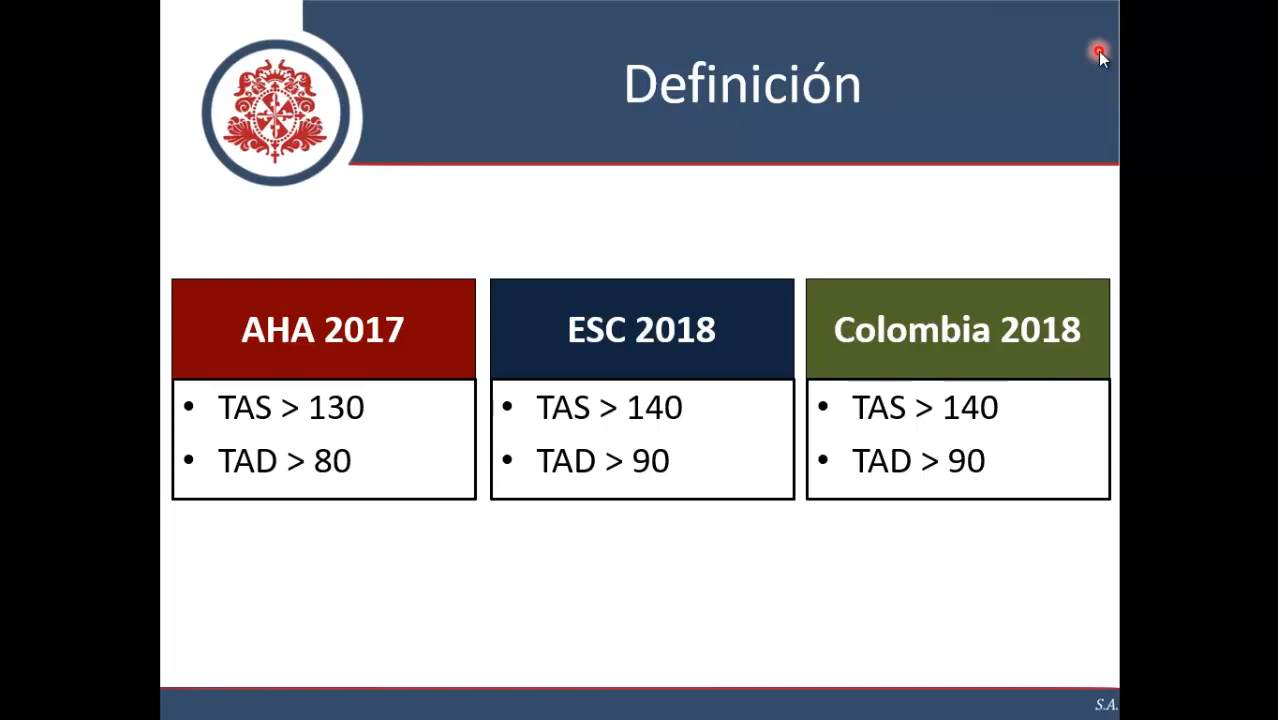 Definición
AHA 2017
• TAS > 130
• TAD > 80
ESC 2018
• TAS > 140
• TAD > 90
Colombia 2018
• TAS > 140
• TAD > 90
S.A.